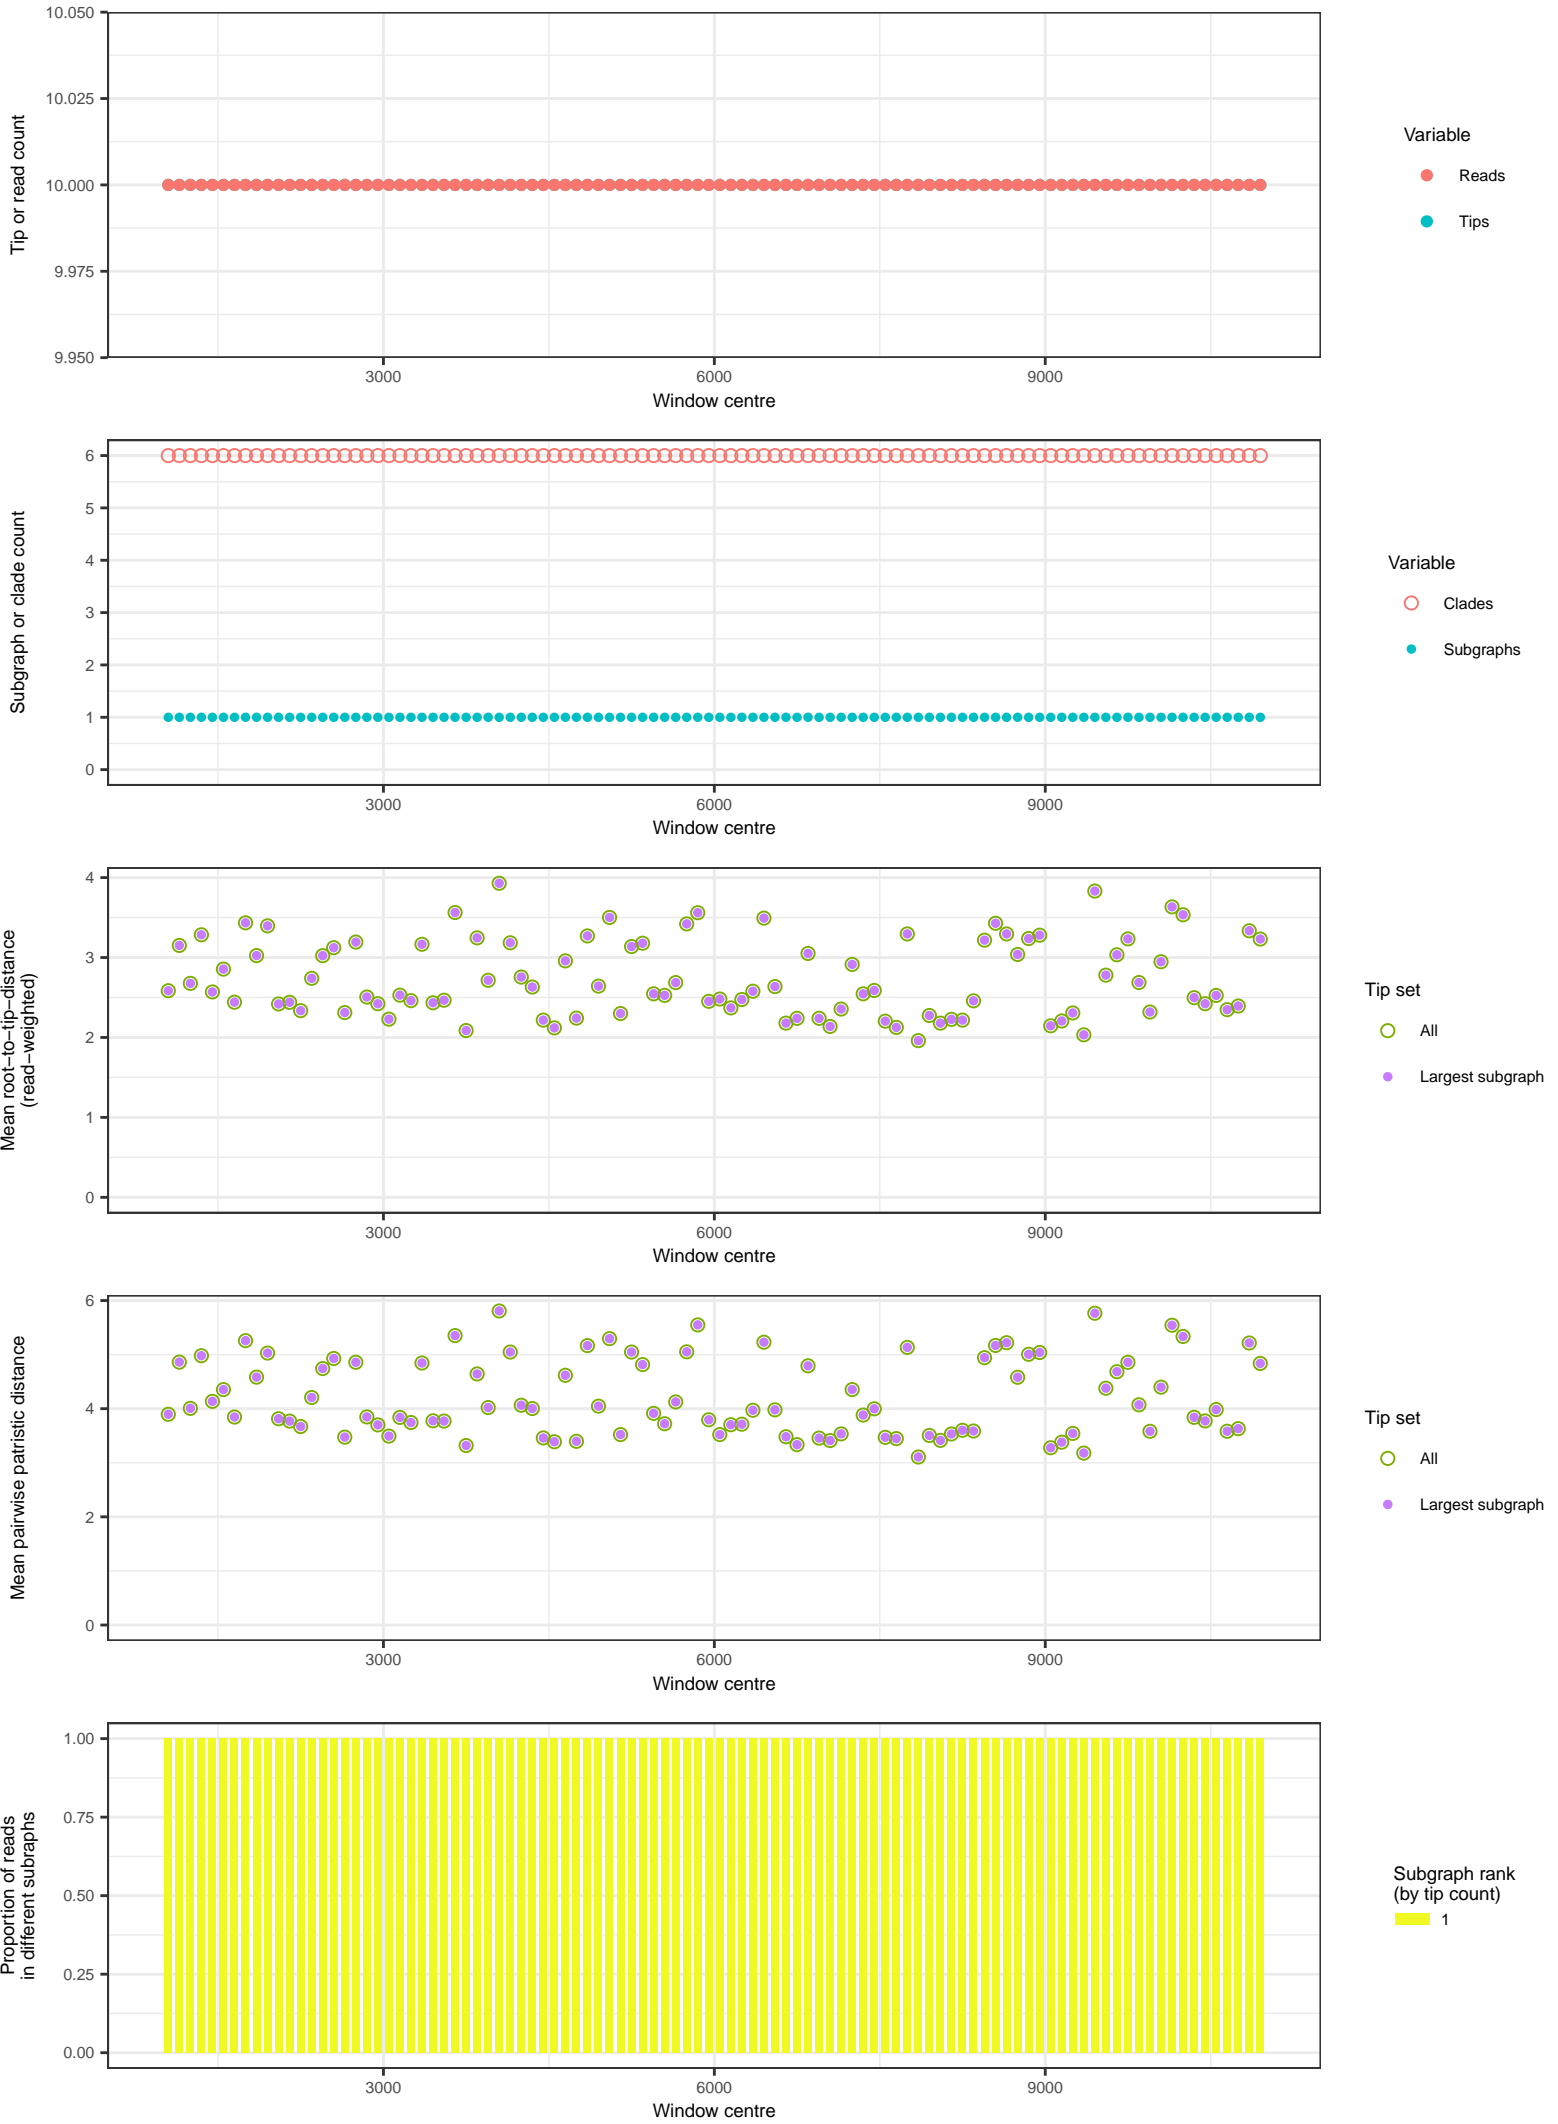 10.050
10.025
10.000
9.975
9.950
Tip or read count
3000 6000 9000
Window centre
Variable
Reads
Tips
6
5
4
3
2
1
0
Subgraph or clade count
3000 6000 9000
Window centre
Variable
Clades
Subgraphs
4
3
2
1
0
Mean root−to−tip−distance
(read−weighted)
3000 6000 9000
Window centre
Tip set
All
Largest subgraph
6
4
2
0
Mean pairwise patristic distance
3000 6000 9000
Window centre
Tip set
All
Largest subgraph
1.00
0.75
0.50
0.25
0.00
Proportion of reads
in different subraphs
3000 6000 9000
Window centre
Subgraph rank
(by tip count)
1